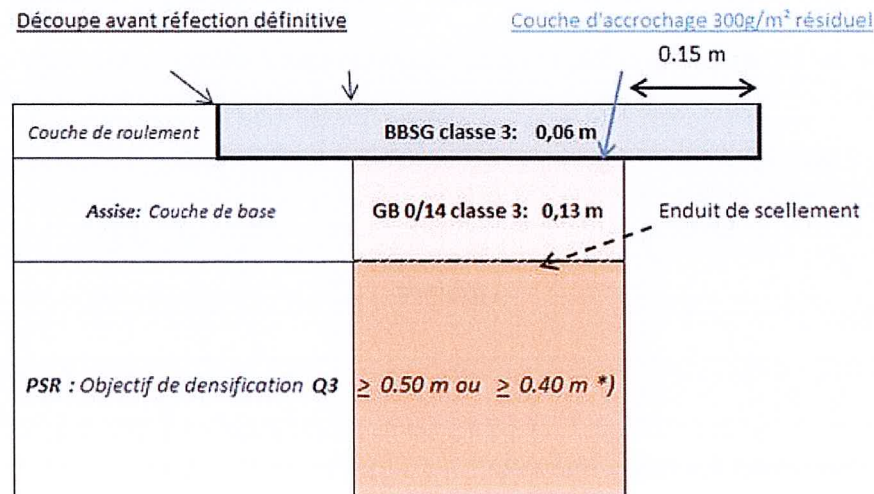 Découpe avant réfection définitive
Couche d'accrochage 300g/m² résiduel
0.15 m
Couche de roulement
BBSG classe 3: 0,06 m
Assise: Couche de base
GB 0/14 classe 3: 0,13 m
Enduit de scellement
PSR : Objectif de densification Q3
≥ 0.50 m ou ≥ 0.40 m *)